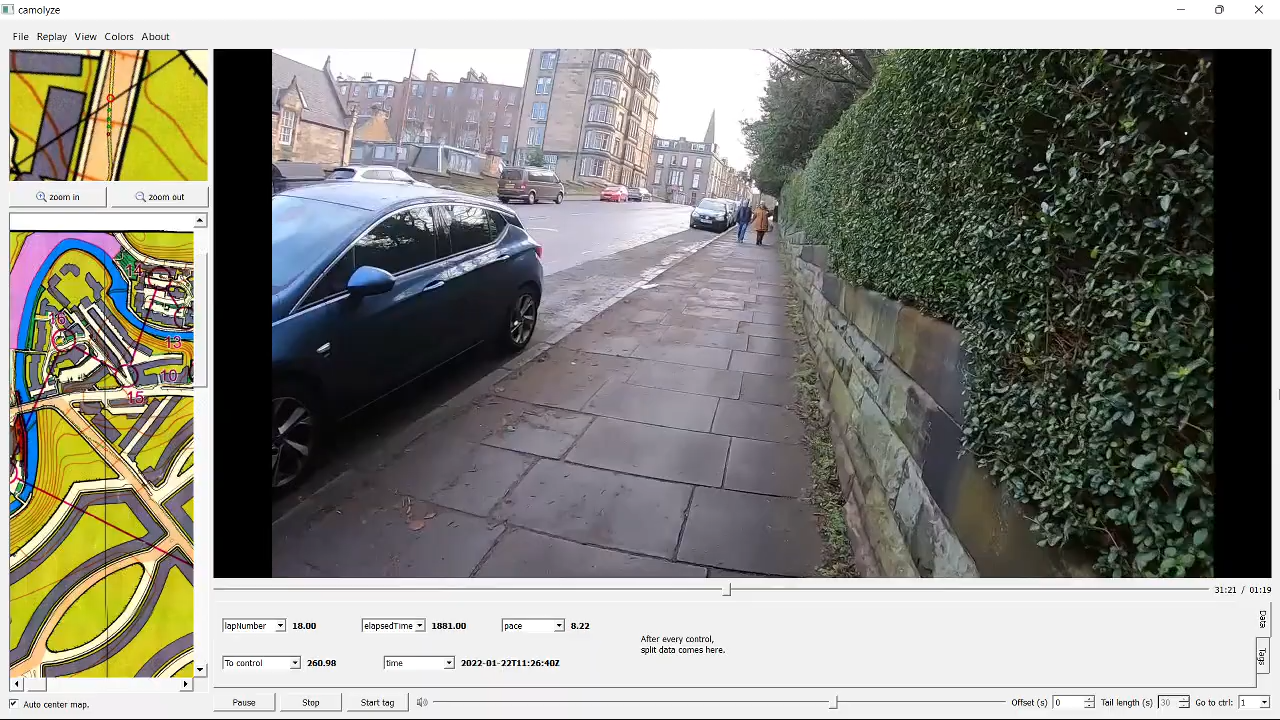 camolyze
File Replay View Colors About
zoom in zoom out
14
16
13
10
15
31:21 / 01:19
lapNumber 18.00 elapsedTime 1881.00 pace 8.22
After every control,
split data comes here.
To control 260.98 time 2022-01-22T11:26:40Z
Data
Tags
Auto center map.
Pause Stop Start tag Offset (s) 0 Tail length (s) 30 Go to ctrl: 1